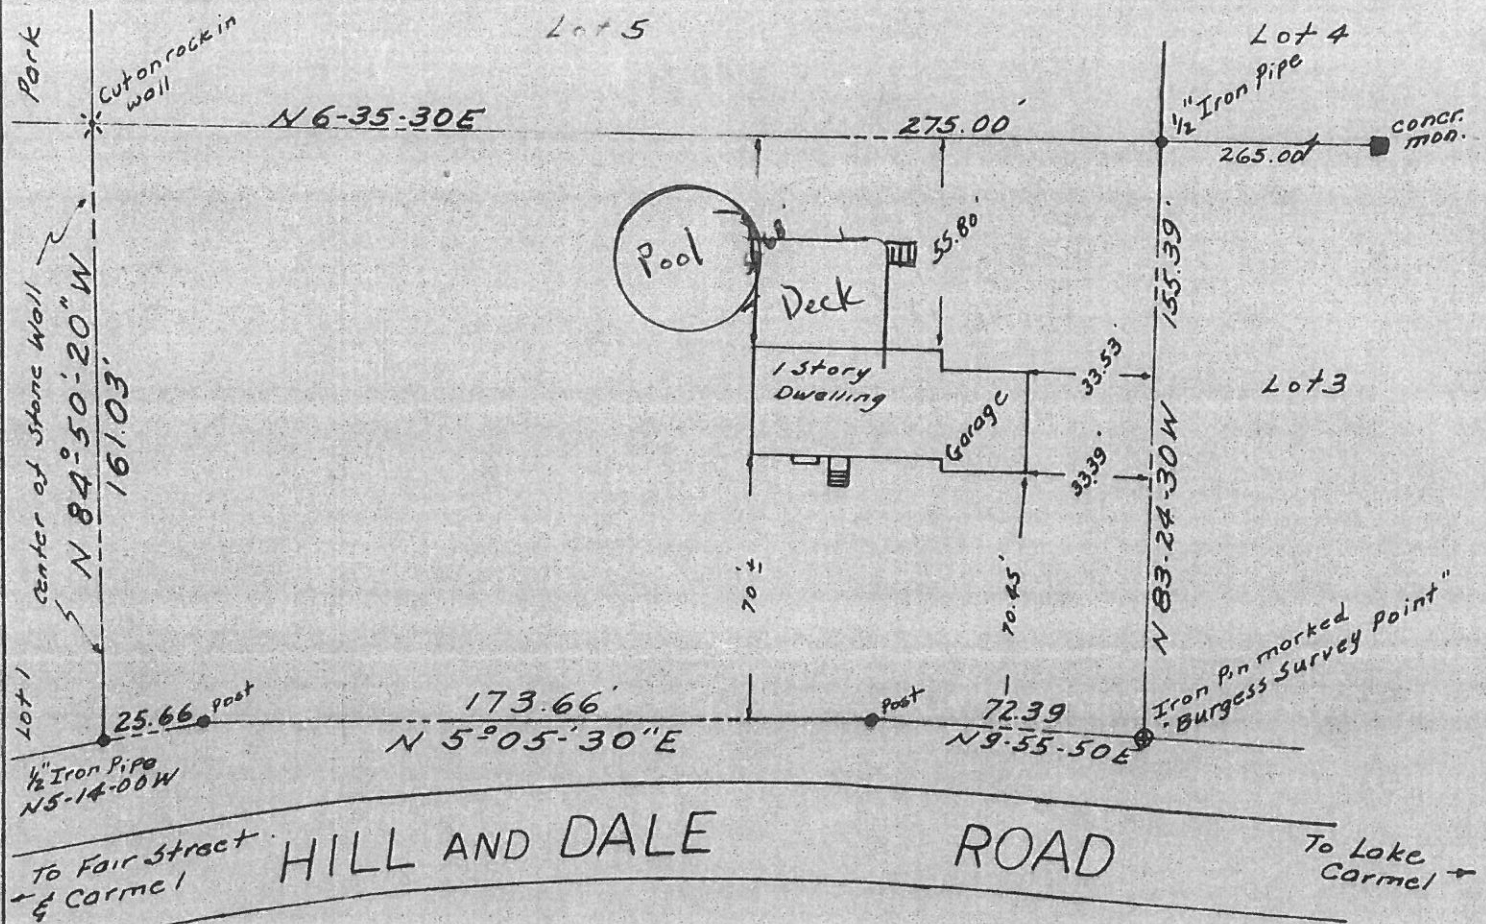 Lot 5
Lot 4
Park
Cut on rock in
wall
N 6-35-30E
275.00'
1/2" Iron Pipe
265.00'
concr.
mon.
Pool
55.80'
Deck
155.39'
N 83-24-30W
center of stone wall
N 84°-50'-20" W
161.03'
1 Story
Dwelling
Garage
33.53
Lot 3
33.39'
70'±
70.45'
Lot 1
25.66
Post
173.66'
N 5°-05-'30"E
Post
72.39
N9-55-50E
Iron Pin marked
"Burgess Survey Point"
1/2" Iron Pipe
N5-14-00W
HILL AND DALE ROAD
To Fair Street
& Carmel
To Lake
Carmel